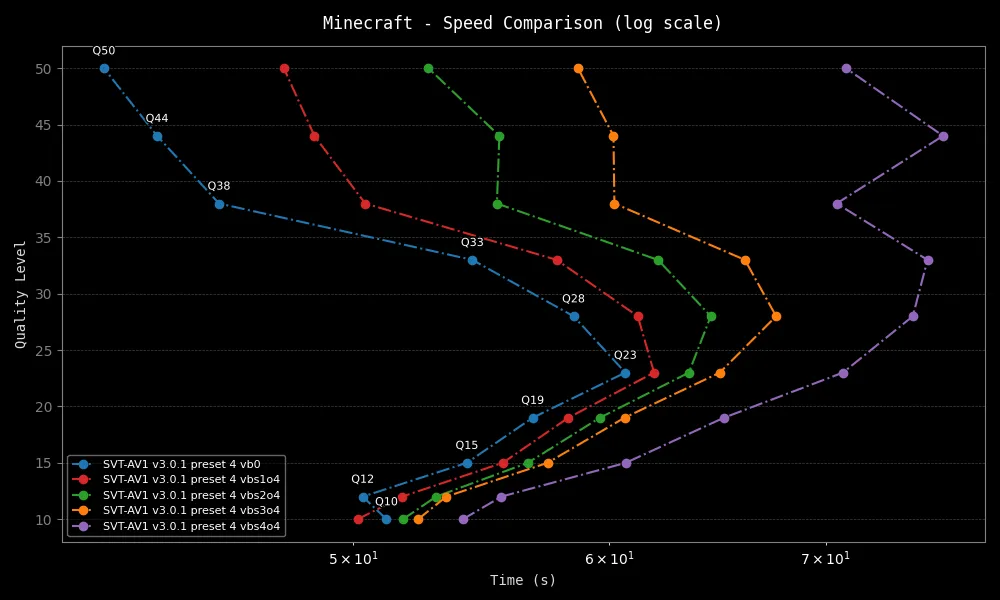 Minecraft - Speed Comparison (log scale)
Q50
50
45
Q44
40
Q38
35
Q33
30
Q28
25
Q23
20
Q19
15
Q15
Q12
10
Q10
Quality Level
SVT-AV1 v3.0.1 preset 4 vb0
SVT-AV1 v3.0.1 preset 4 vbs1o4
SVT-AV1 v3.0.1 preset 4 vbs2o4
SVT-AV1 v3.0.1 preset 4 vbs3o4
SVT-AV1 v3.0.1 preset 4 vbs4o4
5 × 10¹
6 × 10¹
7 × 10¹
Time (s)